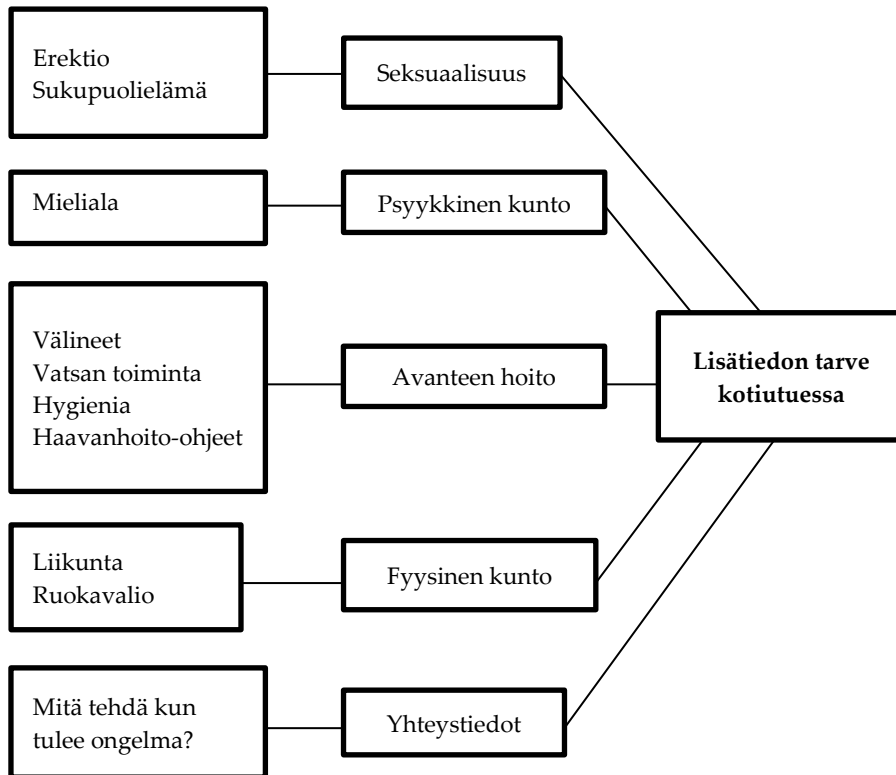 Erektio
Sukupuolielämä
Seksuaalisuus
Mieliala
Psyykkinen kunto
Välineet
Vatsan toiminta
Hygienia
Haavanhoito-ohjeet
Avanteen hoito
Lisätiedon tarve
kotiutuessa
Liikunta
Ruokavalio
Fyysinen kunto
Mitä tehdä kun
tulee ongelma?
Yhteystiedot